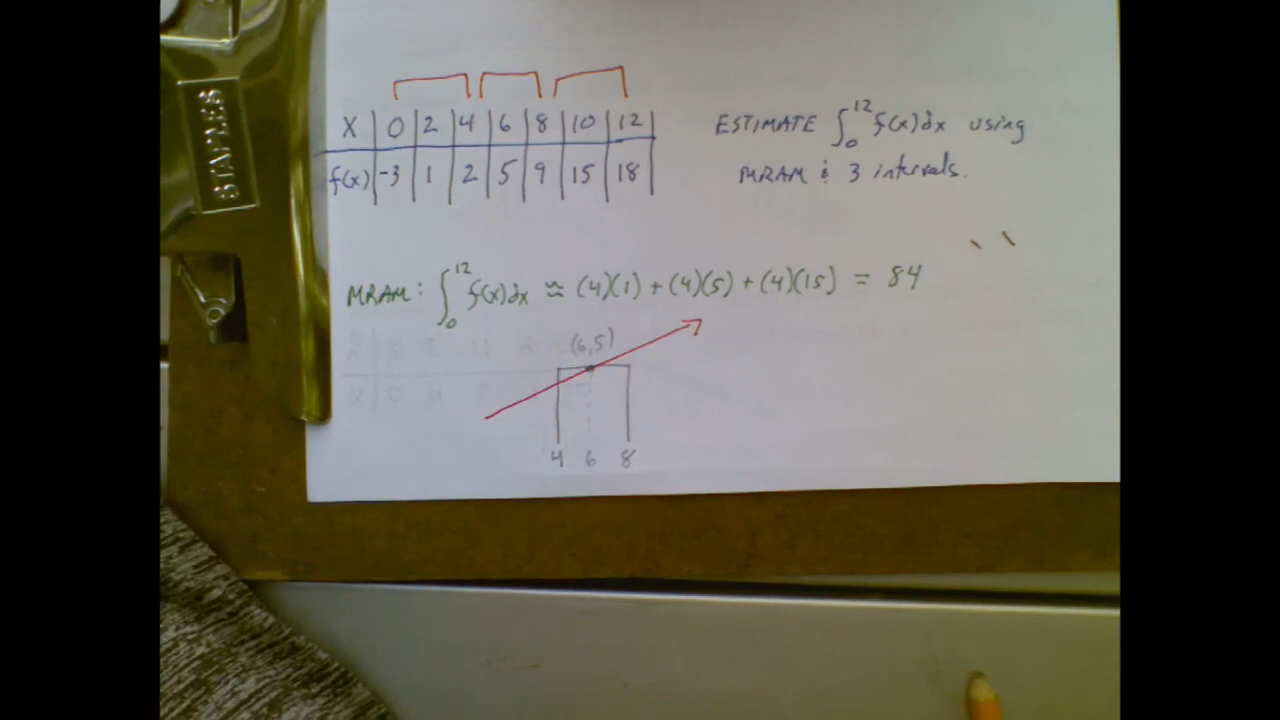 STAPLES
X 0 2 4 6 8 10 12
f(x) -3 1 2 5 9 15 18
ESTIMATE ∫₀¹² f(x)dx using
MRAM & 3 intervals.
MRAM: ∫₀¹² f(x)dx ≈ (4)(1) + (4)(5) + (4)(15) = 84
(6,5)
4 6 8